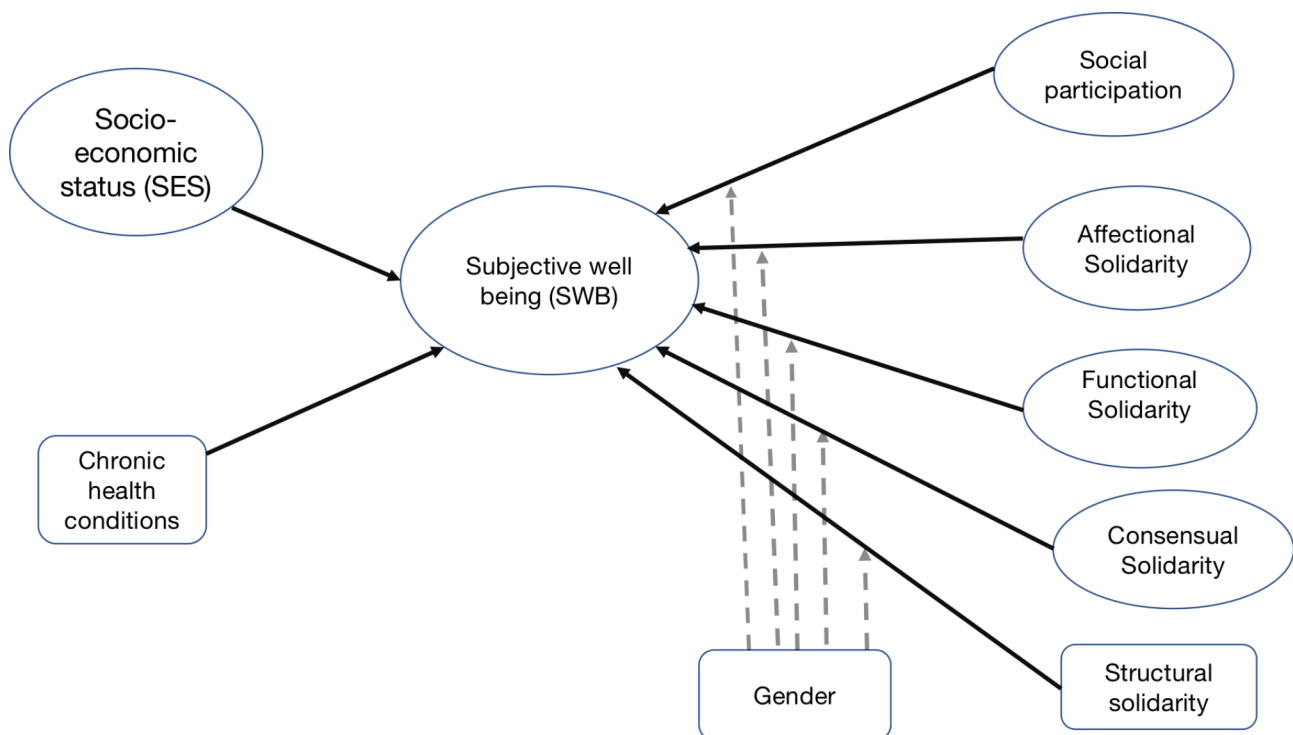 Socio-
economic
status (SES)
Chronic
health
conditions
Subjective well
being (SWB)
Social
participation
Affectional
Solidarity
Functional
Solidarity
Consensual
Solidarity
Structural
solidarity
Gender